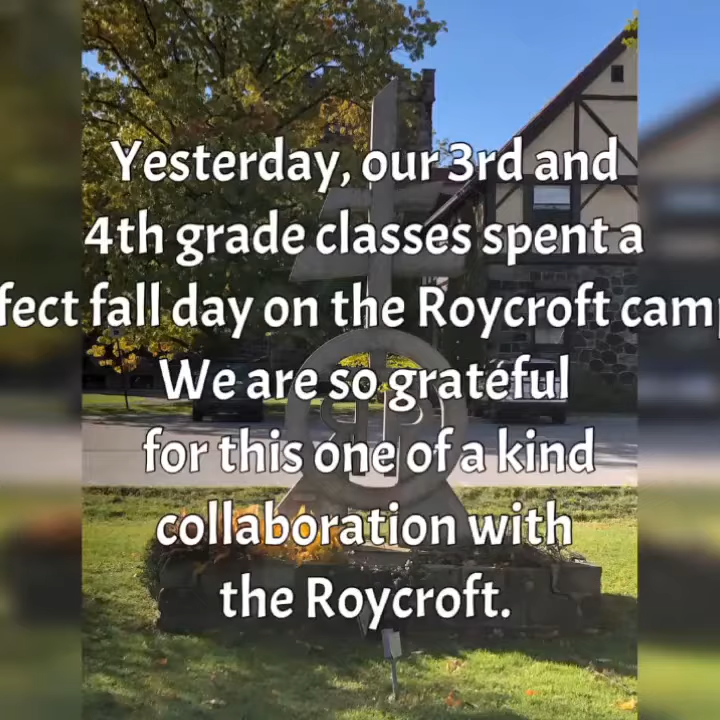 Yesterday, our 3rd and
4th grade classes spent a
fect fall day on the Roycroft camp
We are so grateful
for this one of a kind
collaboration with
the Roycroft.